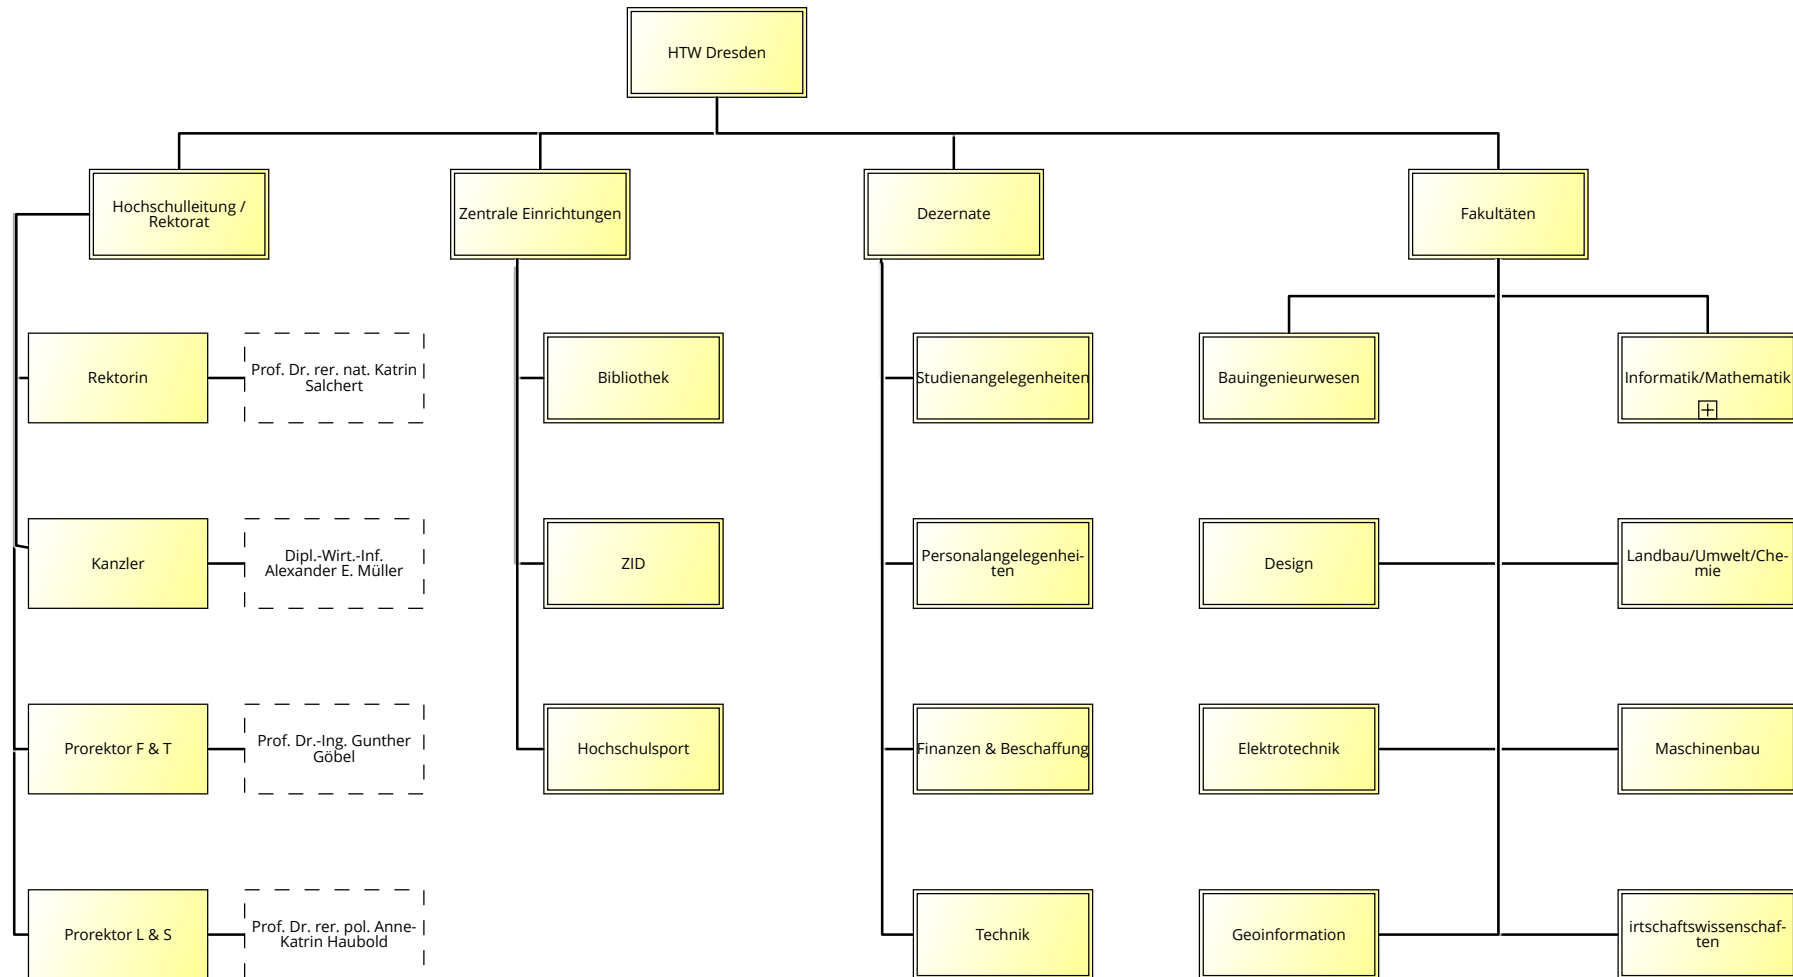 HTW Dresden
Hochschulleitung /
Rektorat
Zentrale Einrichtungen
Dezernate
Fakultäten
Rektorin
Prof. Dr. rer. nat. Katrin
Salchert
Bibliothek
Studienangelegenheiten
Bauingenieurwesen
Informatik/Mathematik
Kanzler
Dipl.-Wirt.-Inf.
Alexander E. Müller
ZID
Personalangelegenhei-
ten
Design
Landbau/Umwelt/Che-
mie
Prorektor F & T
Prof. Dr.-Ing. Gunther
Göbel
Hochschulsport
Finanzen & Beschaffung
Elektrotechnik
Maschinenbau
Prorektor L & S
Prof. Dr. rer. pol. Anne-
Katrin Haubold
Technik
Geoinformation
irtschaftswissenschaf-
ten